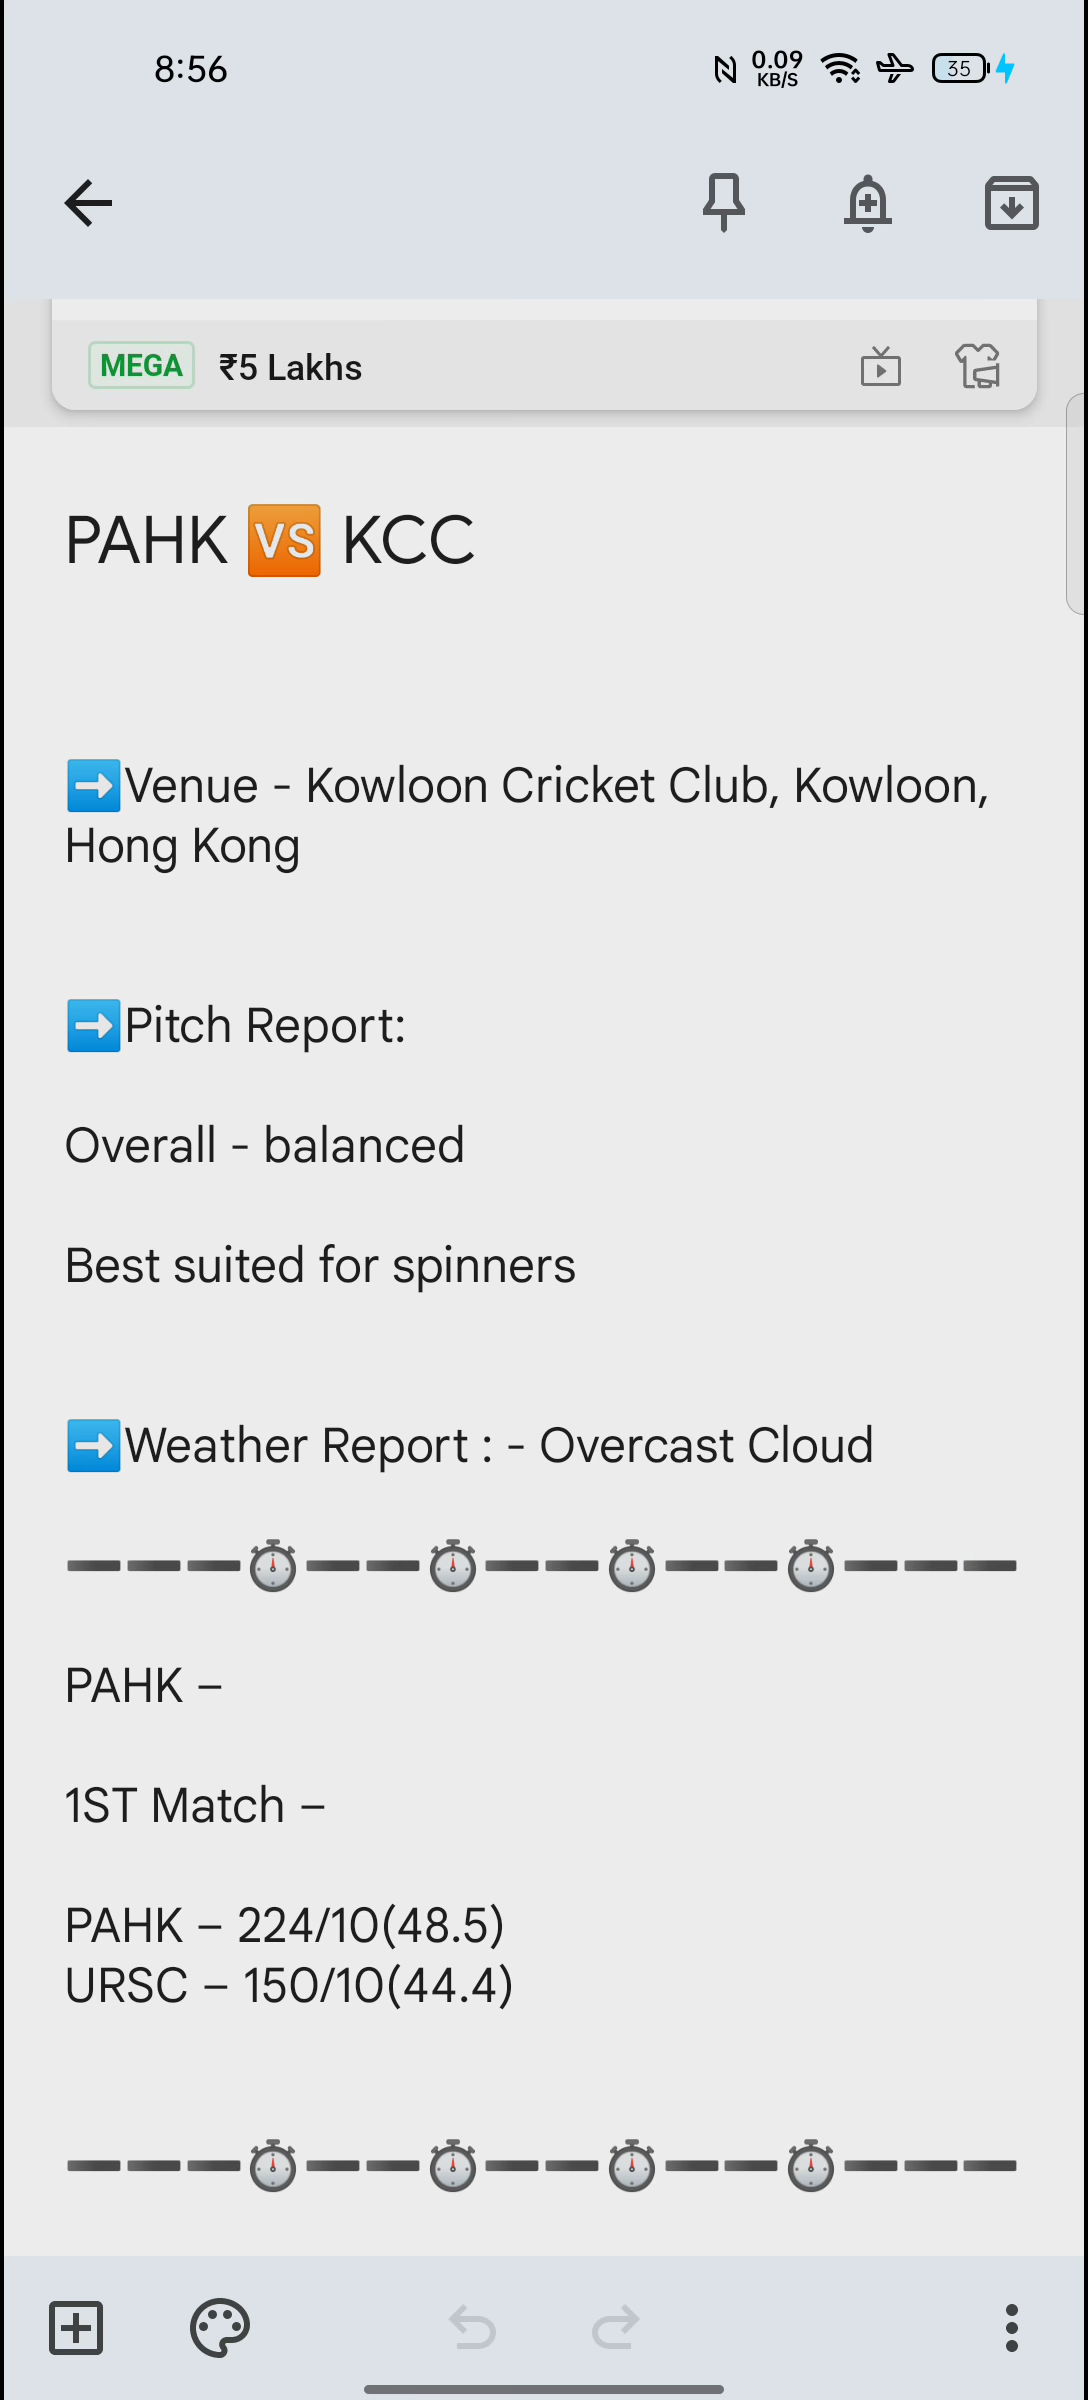 8:56
0.09
KB/S
35
MEGA ₹5 Lakhs
PAHK 🆚 KCC
➡️Venue - Kowloon Cricket Club, Kowloon,
Hong Kong
➡️Pitch Report:
Overall - balanced
Best suited for spinners
➡️Weather Report : - Overcast Cloud
➖➖➖⏱️➖➖⏱️➖➖⏱️➖➖⏱️➖➖➖
PAHK –
1ST Match –
PAHK – 224/10(48.5)
URSC – 150/10(44.4)
➖➖➖⏱️➖➖⏱️➖➖⏱️➖➖⏱️➖➖➖